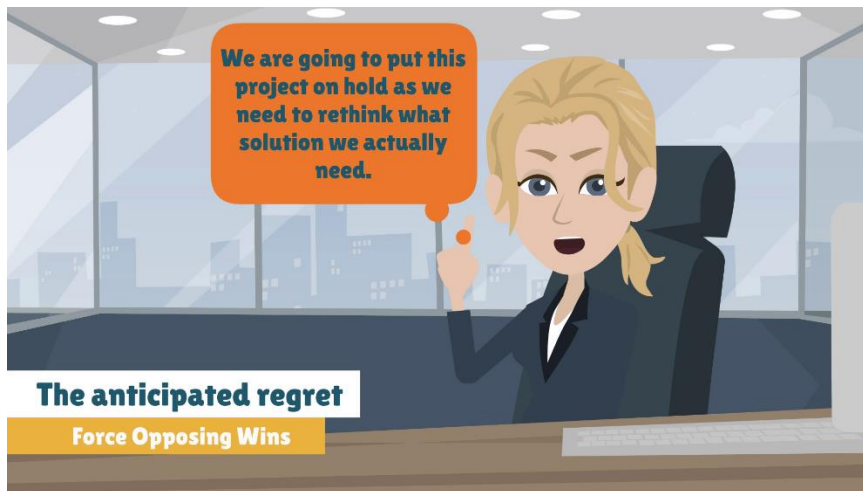 We are going to put this
project on hold as we
need to rethink what
solution we actually
need.
The anticipated regret
Force Opposing Wins